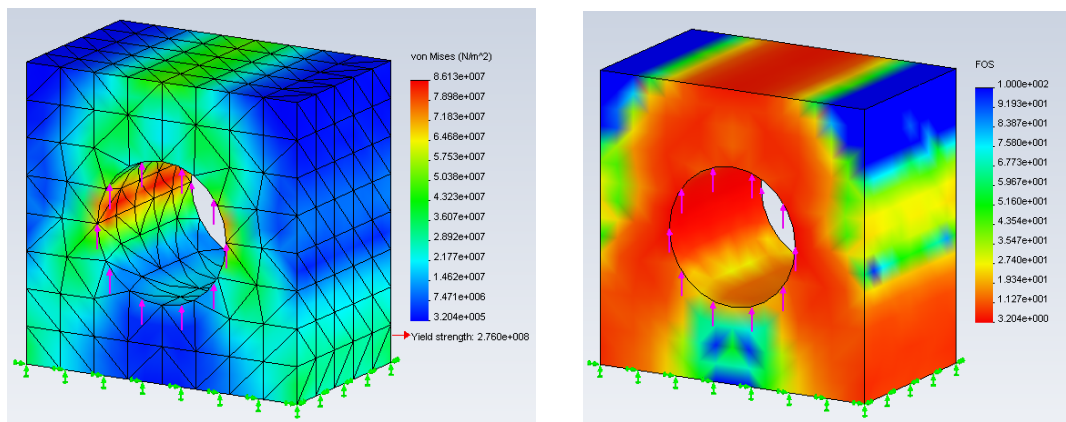 von Mises (N/m^2)
8.613e+007
7.898e+007
7.183e+007
6.468e+007
5.753e+007
5.038e+007
4.323e+007
3.607e+007
2.892e+007
2.177e+007
1.462e+007
7.471e+006
3.204e+005
Yield strength: 2.760e+008
FOS
1.000e+002
9.193e+001
8.387e+001
7.580e+001
6.773e+001
5.967e+001
5.160e+001
4.354e+001
3.547e+001
2.740e+001
1.934e+001
1.127e+001
3.204e+000